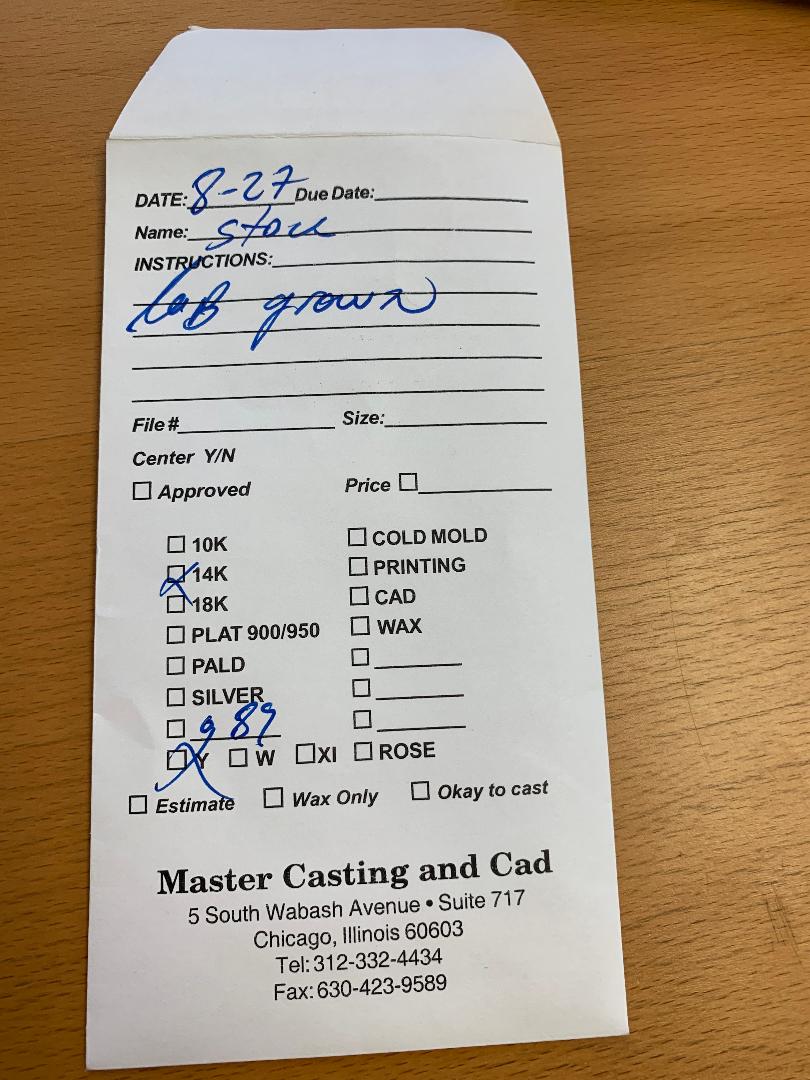 DATE: 8-27 Due Date:
Name: Stock
INSTRUCTIONS:
Lab grown
File # Size:
Center Y/N
Approved Price
10K COLD MOLD
14K PRINTING
18K CAD
PLAT 900/950 WAX
PALD
SILVER
989
Y W XI ROSE
Estimate Wax Only Okay to cast
Master Casting and Cad
5 South Wabash Avenue • Suite 717
Chicago, Illinois 60603
Tel: 312-332-4434
Fax: 630-423-9589